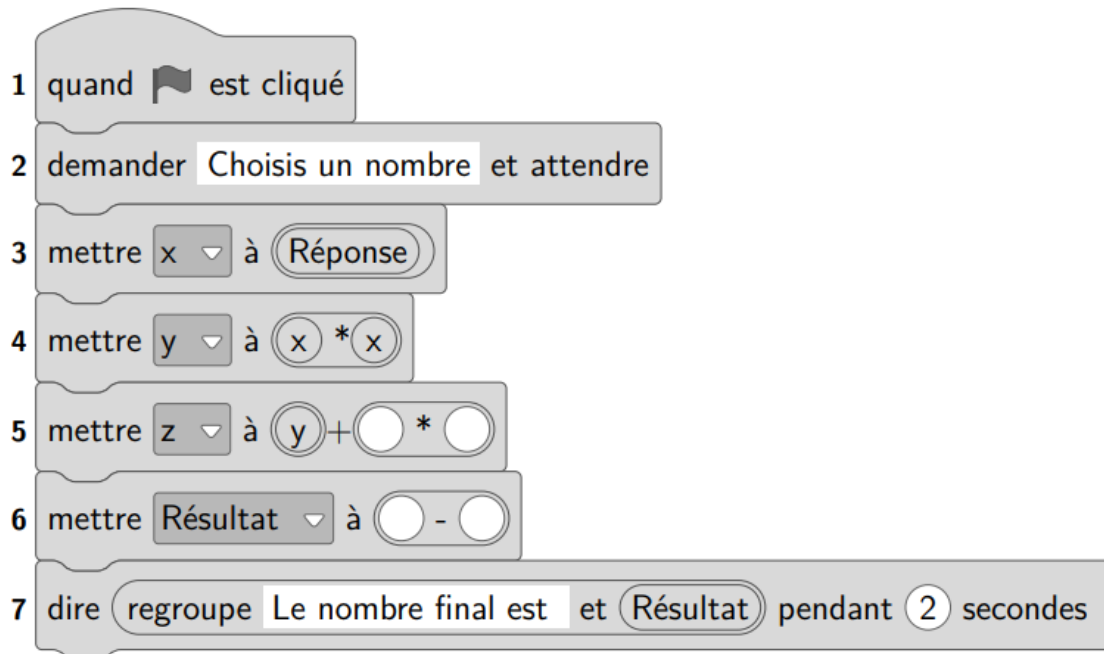 1 quand est cliqué
2 demander Choisis un nombre et attendre
3 mettre x à Réponse
4 mettre y à x * x
5 mettre z à y + *
6 mettre Résultat à -
7 dire regroupe Le nombre final est et Résultat pendant 2 secondes